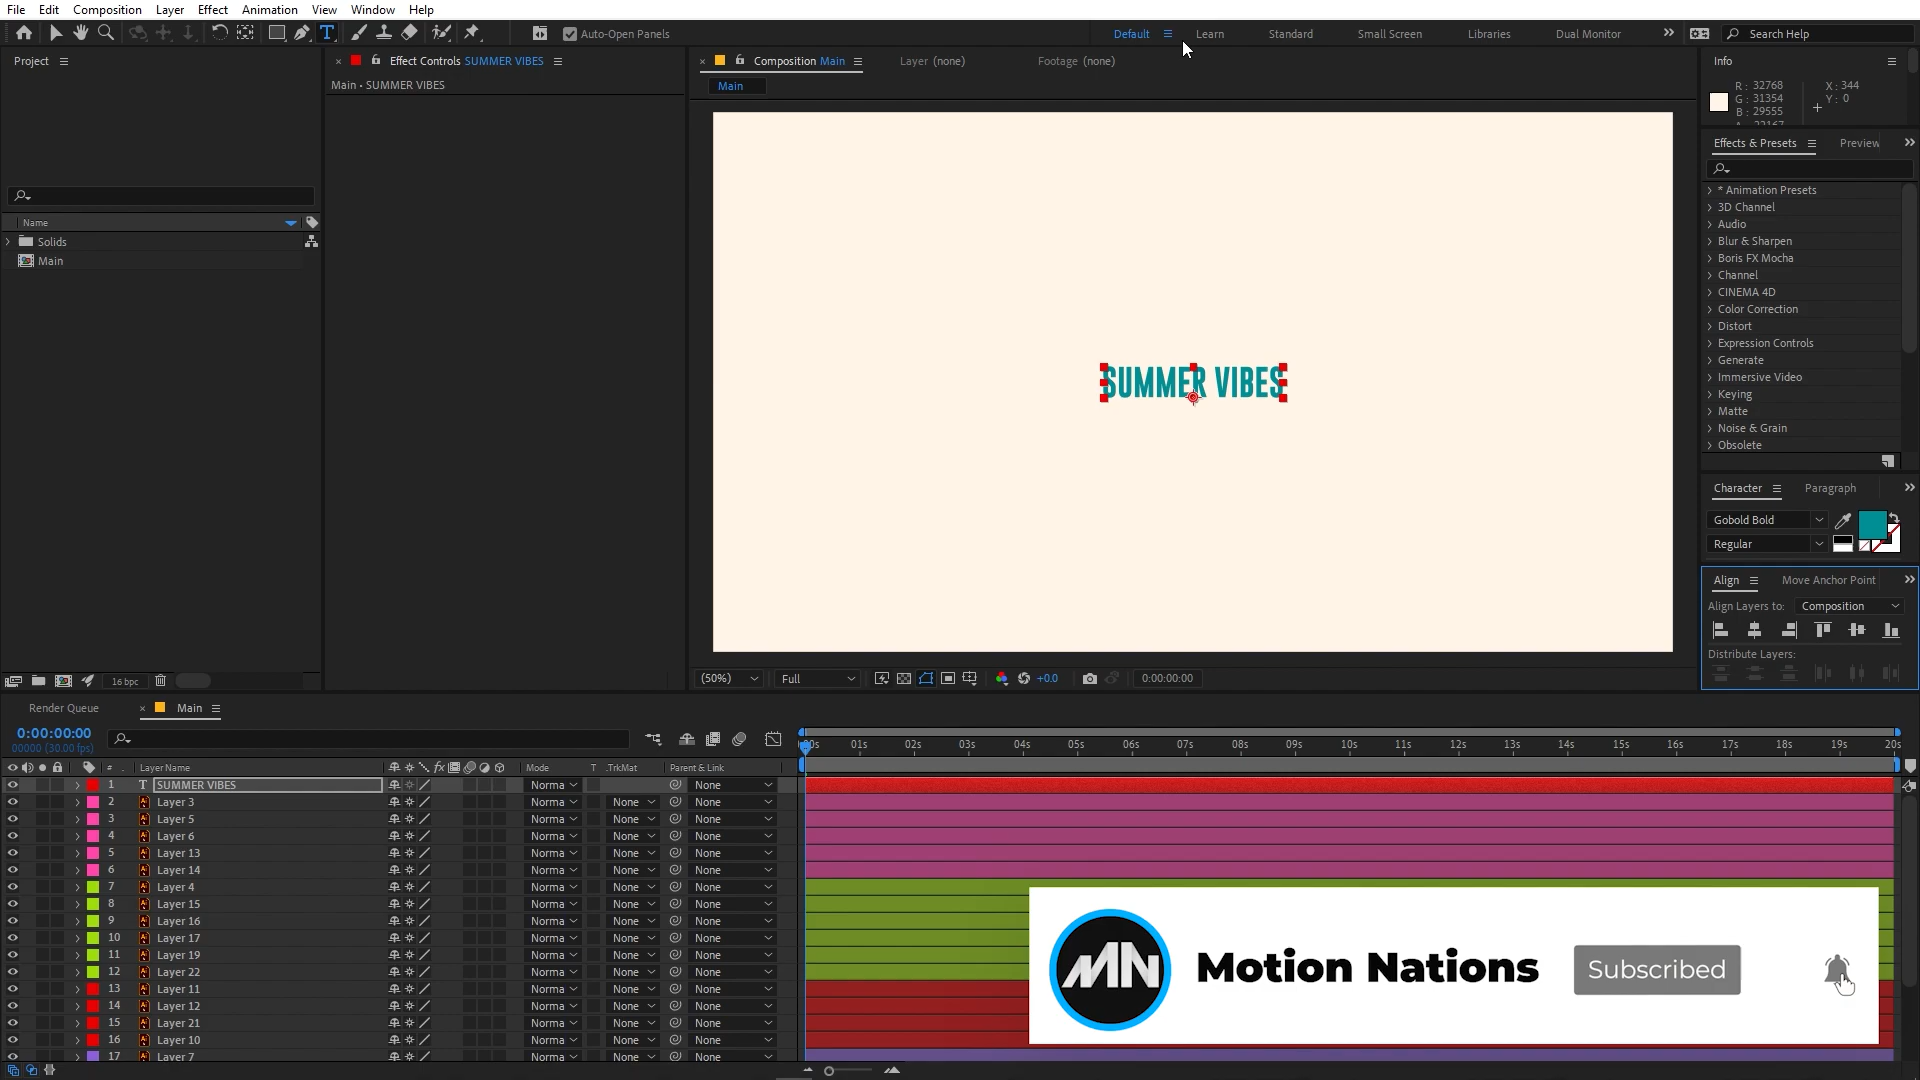 File Edit Composition Layer Effect Animation View Window Help
Auto-Open Panels
Default Learn Standard Small Screen Libraries Dual Monitor Search Help
Project
Effect Controls SUMMER VIBES
Main • SUMMER VIBES
Composition Main
Layer (none)
Footage (none)
Main
Info
R: 32768
G: 31354
B: 29555
X: 344
Y: 0
Effects & Presets
Preview
* Animation Presets
3D Channel
Audio
Blur & Sharpen
Boris FX Mocha
Channel
CINEMA 4D
Color Correction
Distort
Expression Controls
Generate
Immersive Video
Keying
Matte
Noise & Grain
Obsolete
Name
Solids
Main
SUMMER VIBES
Character Paragraph
Gobold Bold
Regular
Align Move Anchor Point
Align Layers to: Composition
Distribute Layers:
16 bpc
(50%) Full +0.0 0:00:00:00
Render Queue
Main
0:00:00:00
00000 (30.00 fps)
00s 01s 02s 03s 04s 05s 06s 07s 08s 09s 10s 11s 12s 13s 14s 15s 16s 17s 18s 19s 20s
# Layer Name fx Mode T .TrkMat Parent & Link
1 T SUMMER VIBES Norma None
2 Layer 3 Norma None None
3 Layer 5 Norma None None
4 Layer 6 Norma None None
5 Layer 13 Norma None None
6 Layer 14 Norma None None
7 Layer 4 Norma None None
8 Layer 15 Norma None None
9 Layer 16 Norma None None
10 Layer 17 Norma None None
11 Layer 19 Norma None None
12 Layer 22 Norma None None
13 Layer 11 Norma None None
14 Layer 12 Norma None None
15 Layer 21 Norma None None
16 Layer 10 Norma None None
17 Layer 7 Norma None None
MN
Motion Nations
Subscribed